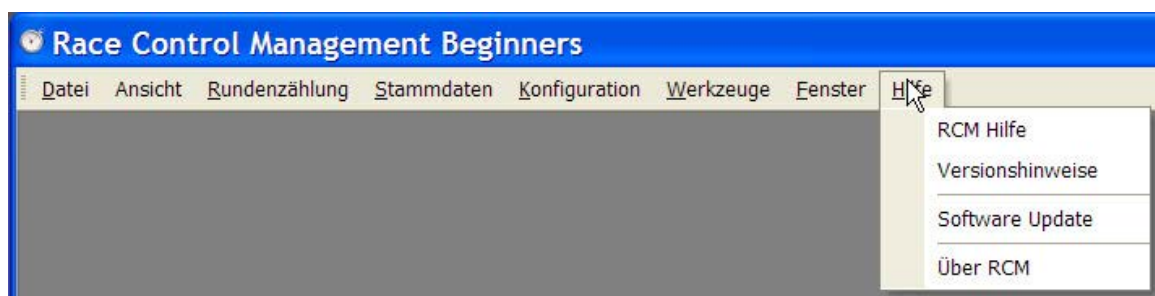 Race Control Management Beginners
Datei Ansicht Rundenzählung Stammdaten Konfiguration Werkzeuge Fenster Hilfe
RCM Hilfe
Versionshinweise
Software Update
Über RCM